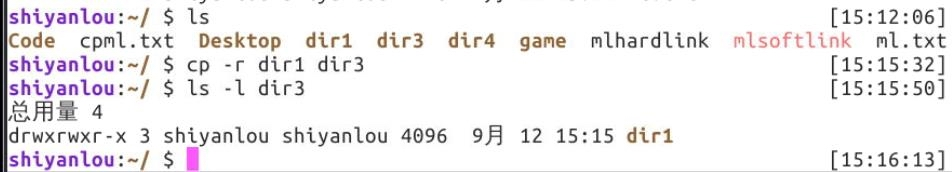 shiyanlou:~/ $ ls [15:12:06]
Code cpml.txt Desktop dir1 dir3 dir4 game mlhardlink mlsoftlink ml.txt
shiyanlou:~/ $ cp -r dir1 dir3 [15:15:32]
shiyanlou:~/ $ ls -l dir3 [15:15:50]
总用量 4
drwxrwxr-x 3 shiyanlou shiyanlou 4096 9月 12 15:15 dir1
shiyanlou:~/ $ [15:16:13]